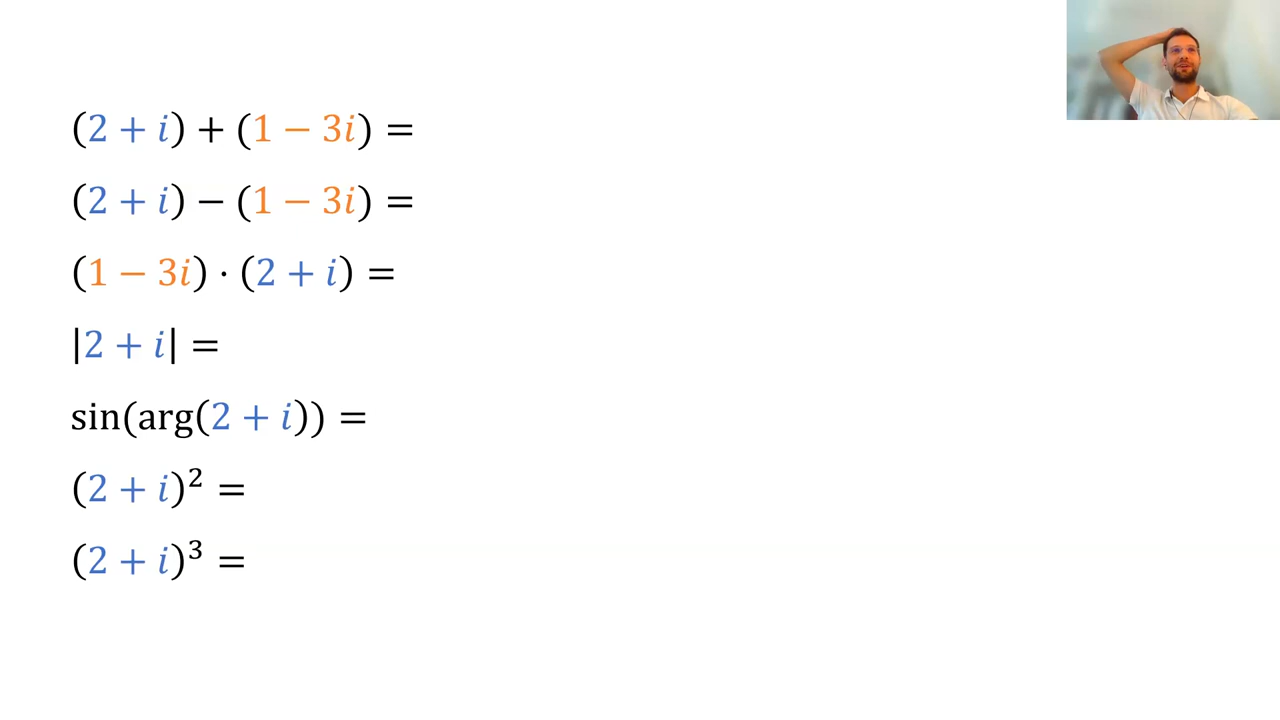 (2 + i) + (1 − 3i) =
(2 + i) − (1 − 3i) =
(1 − 3i) · (2 + i) =
|2 + i| =
sin(arg(2 + i)) =
(2 + i)² =
(2 + i)³ =